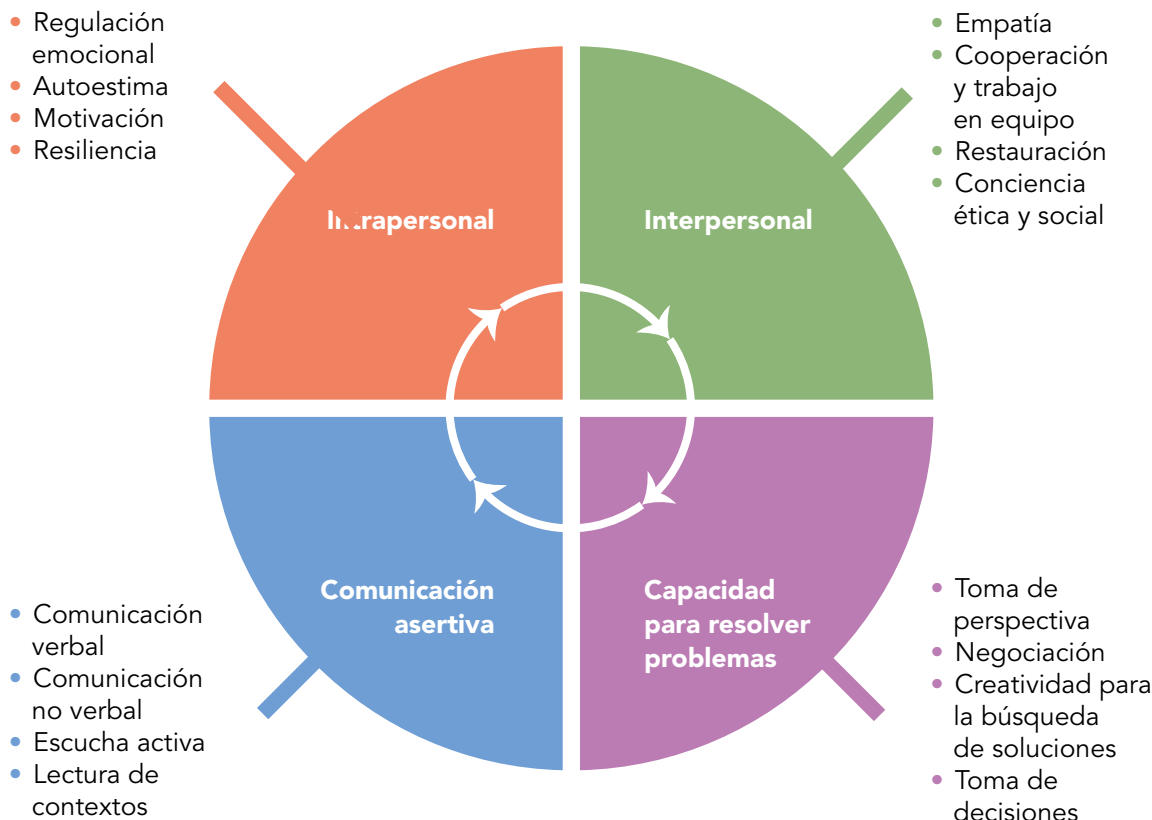 • Regulación
emocional
• Autoestima
• Motivación
• Resiliencia
• Empatía
• Cooperación
y trabajo
en equipo
• Restauración
• Conciencia
ética y social
Intrapersonal
Interpersonal
Comunicación
asertiva
Capacidad
para resolver
problemas
• Comunicación
verbal
• Comunicación
no verbal
• Escucha activa
• Lectura de
contextos
• Toma de
perspectiva
• Negociación
• Creatividad para
la búsqueda
de soluciones
• Toma de
decisiones